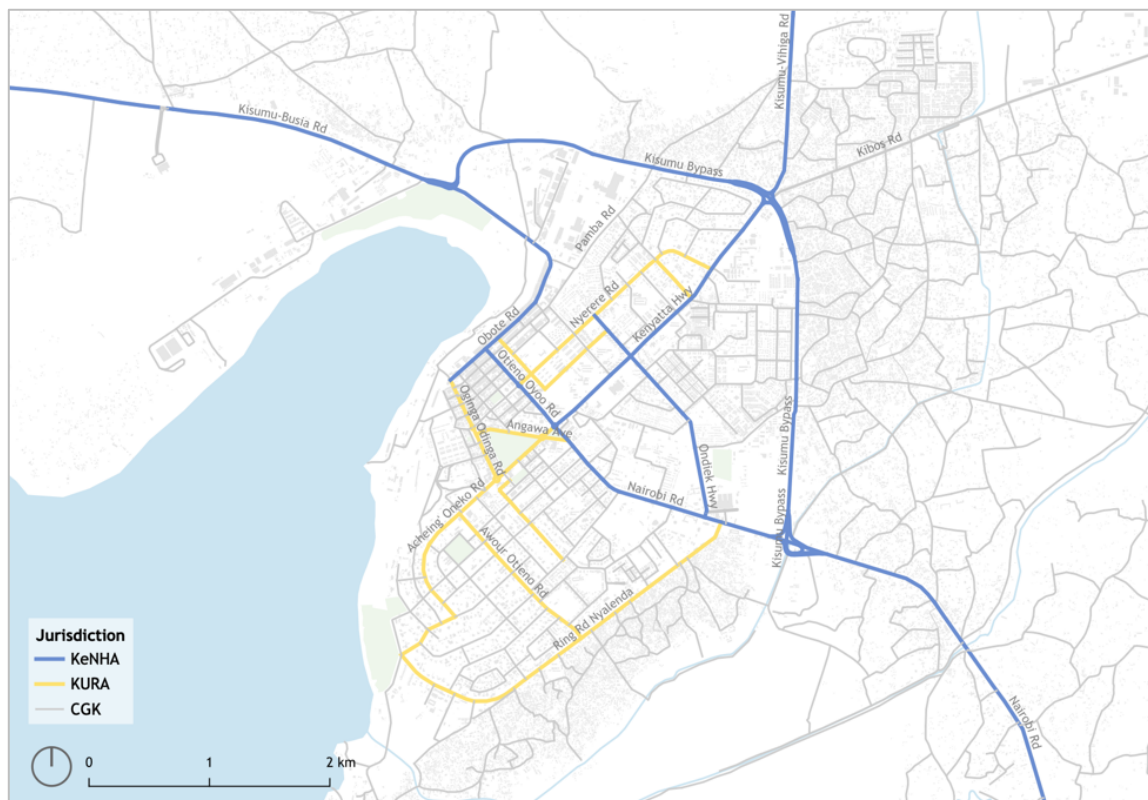 Kisumu-Vihiga Rd
Kisumu-Busia Rd
Kibos Rd
Kisumu Bypass
Pamba Rd
Nyerere Rd
Kenyatta Hwy
Obote Rd
Otieno Oyoo Rd
Oginga Odinga Rd
Angawa Ave
Kisumu Bypass
Ondiek Hwy
Nairobi Rd
Kisumu Bypass
Acheing' Oneko Rd
Awour Otieno Rd
Ring Rd Nyalenda
Nairobi Rd
Jurisdiction
KeNHA
KURA
CGK
0 1 2 km